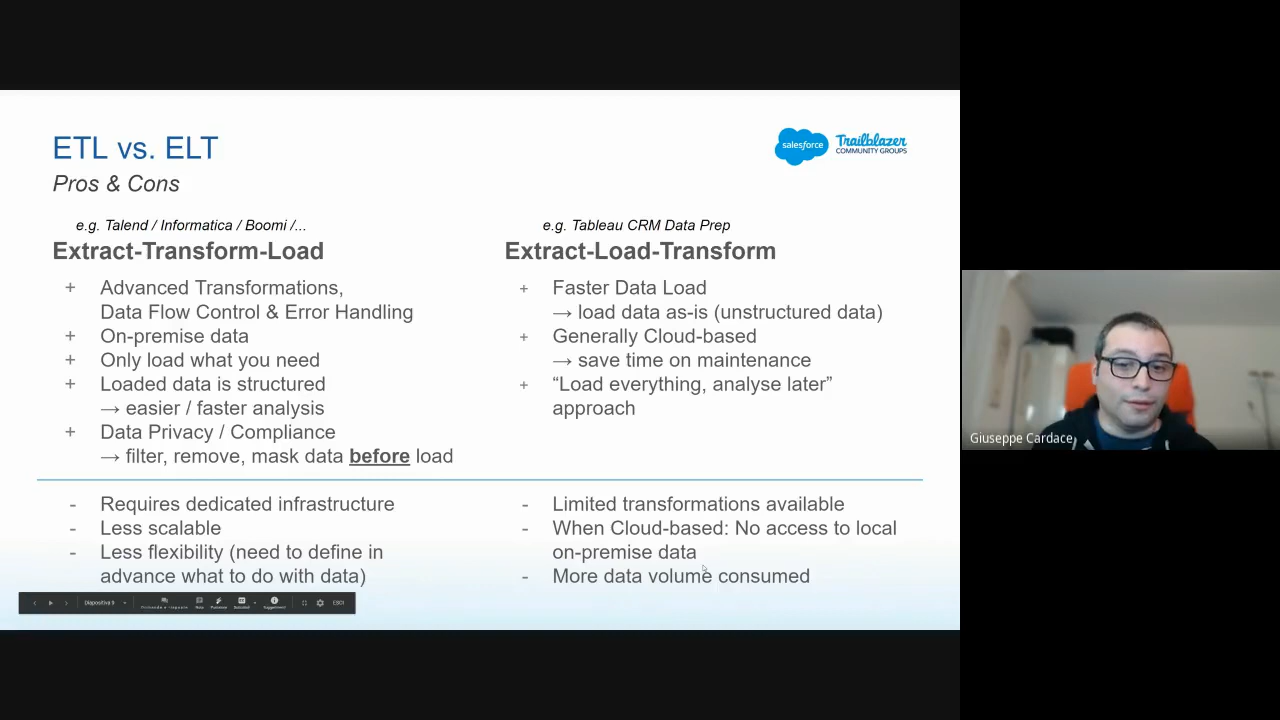 ETL vs. ELT
Pros & Cons
salesforce
Trailblazer
COMMUNITY GROUPS
e.g. Talend / Informatica / Boomi /...
Extract-Transform-Load
+ Advanced Transformations,
Data Flow Control & Error Handling
+ On-premise data
+ Only load what you need
+ Loaded data is structured
→ easier / faster analysis
+ Data Privacy / Compliance
→ filter, remove, mask data before load
- Requires dedicated infrastructure
- Less scalable
- Less flexibility (need to define in
advance what to do with data)
e.g. Tableau CRM Data Prep
Extract-Load-Transform
+ Faster Data Load
→ load data as-is (unstructured data)
+ Generally Cloud-based
→ save time on maintenance
+ “Load everything, analyse later”
approach
- Limited transformations available
- When Cloud-based: No access to local
on-premise data
- More data volume consumed
Diapositiva 9
Note
ESCI
Giuseppe Cardace